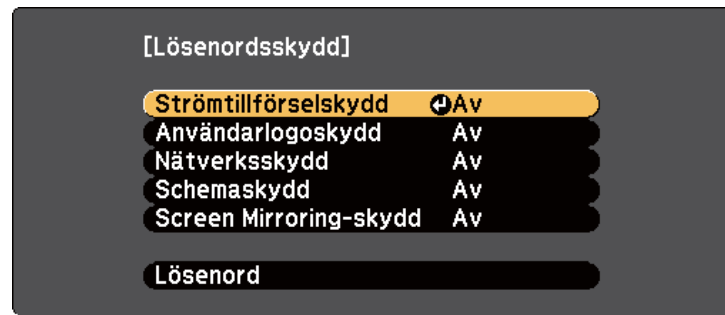 [Lösenordsskydd]
Strömtillförselskydd Av
Användarlogoskydd Av
Nätverksskydd Av
Schemaskydd Av
Screen Mirroring-skydd Av
Lösenord